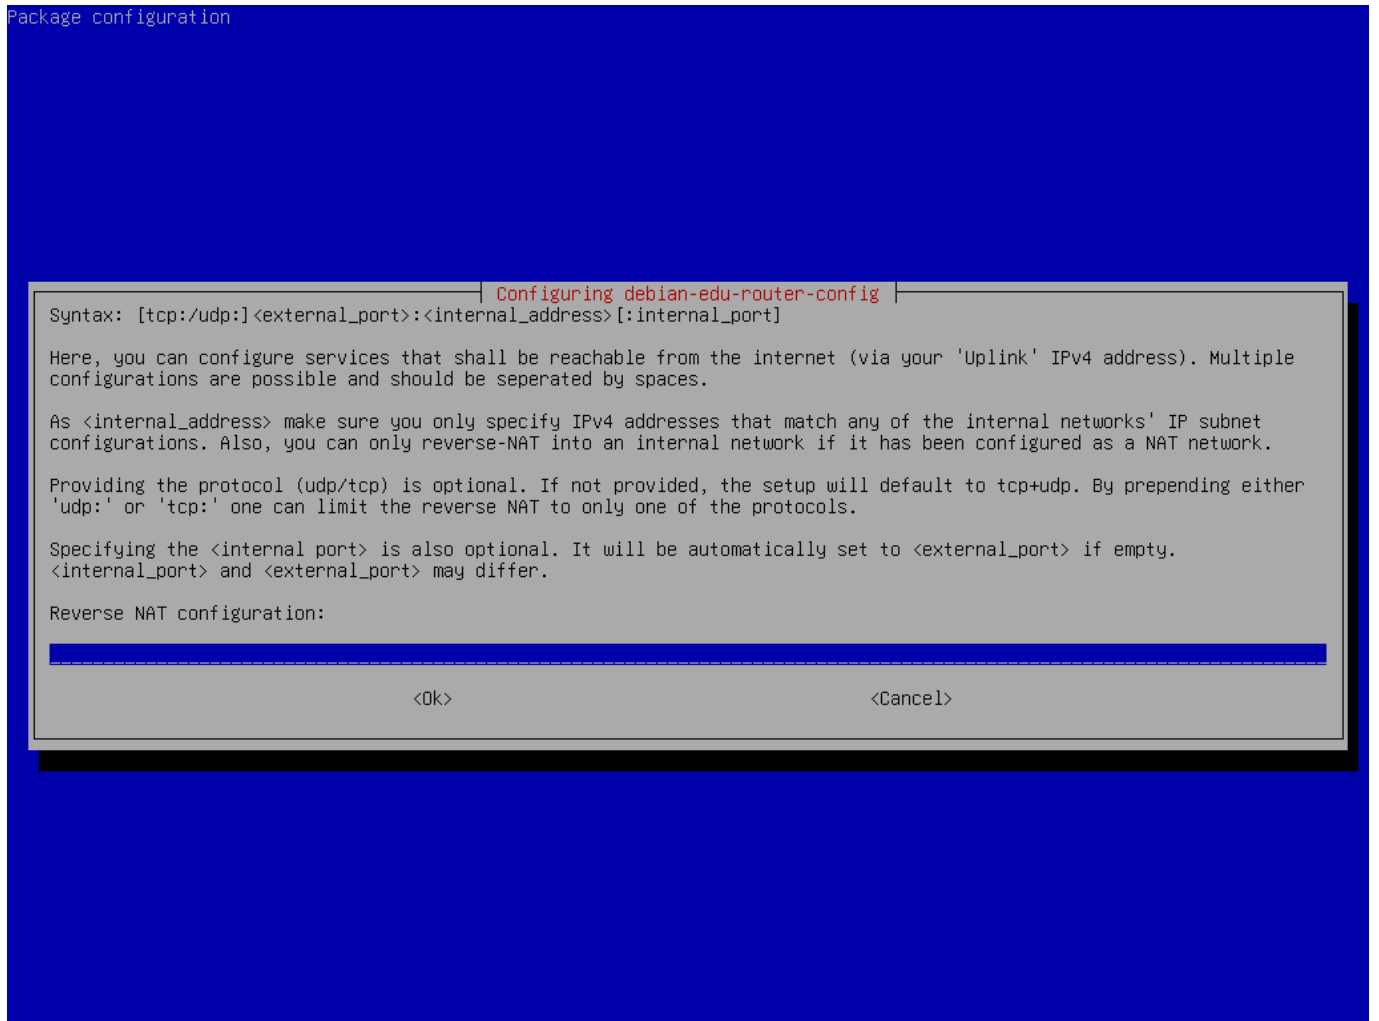 Package configuration
Configuring debian-edu-router-config
Syntax: [tcp:/udp:]<external_port>:<internal_address>[:internal_port]
Here, you can configure services that shall be reachable from the internet (via your 'Uplink' IPv4 address). Multiple
configurations are possible and should be seperated by spaces.
As <internal_address> make sure you only specify IPv4 addresses that match any of the internal networks' IP subnet
configurations. Also, you can only reverse-NAT into an internal network if it has been configured as a NAT network.
Providing the protocol (udp/tcp) is optional. If not provided, the setup will default to tcp+udp. By prepending either
'udp:' or 'tcp:' one can limit the reverse NAT to only one of the protocols.
Specifying the <internal port> is also optional. It will be automatically set to <external_port> if empty.
<internal_port> and <external_port> may differ.
Reverse NAT configuration:
<Ok> <Cancel>